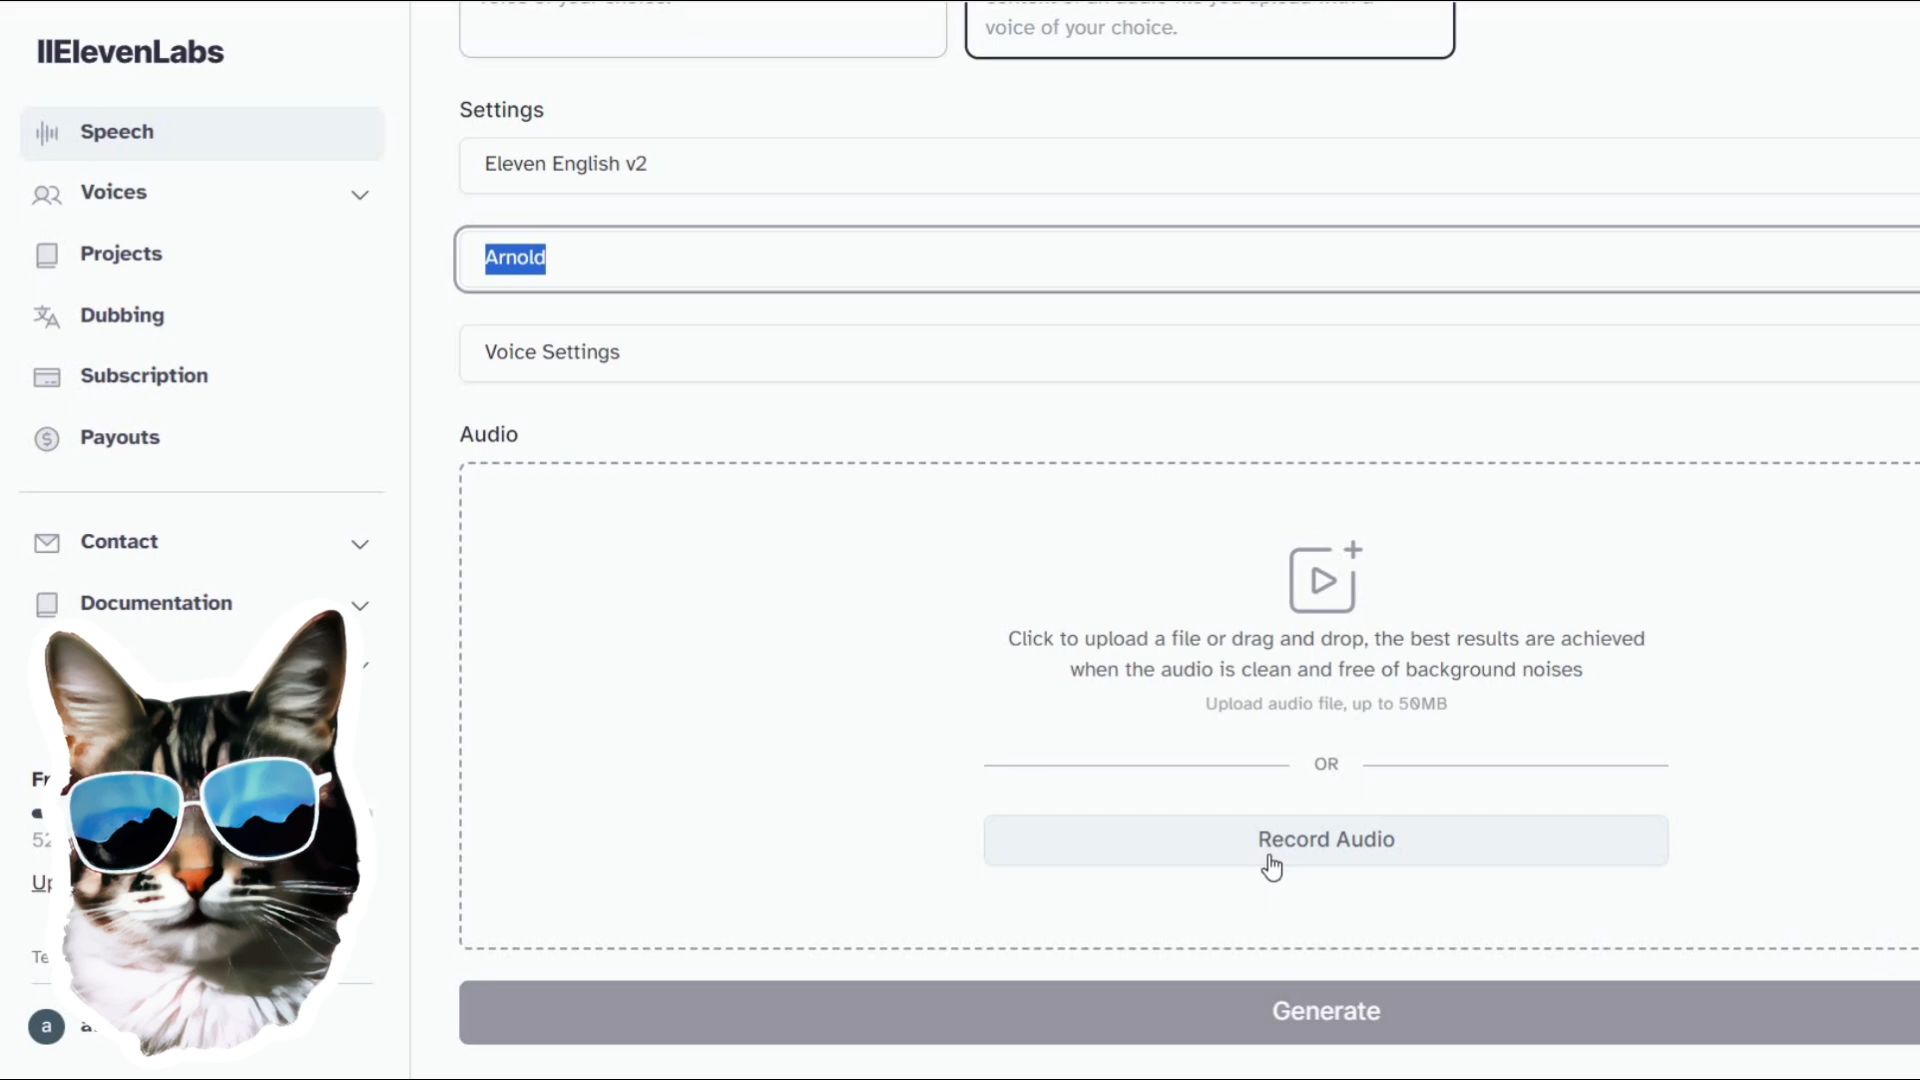 IIElevenLabs
Speech
Voices
Projects
Dubbing
Subscription
Payouts
Contact
Documentation
a
voice of your choice.
Settings
Eleven English v2
Arnold
Voice Settings
Audio
Click to upload a file or drag and drop, the best results are achieved
when the audio is clean and free of background noises
Upload audio file, up to 50MB
OR
Record Audio
Generate